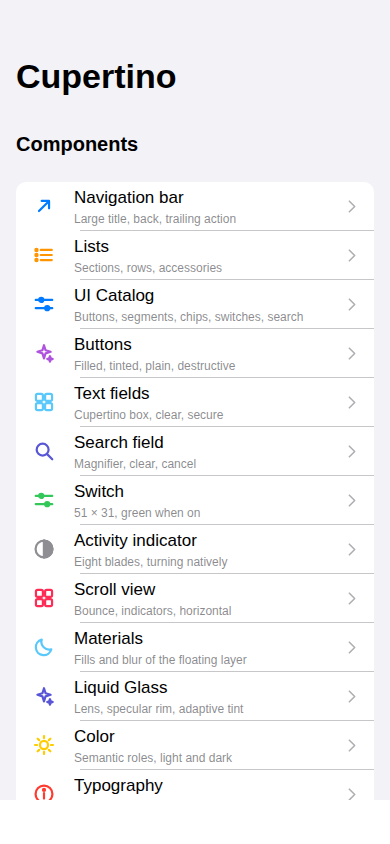 Cupertino
Components
Navigation bar
Large title, back, trailing action
Lists
Sections, rows, accessories
UI Catalog
Buttons, segments, chips, switches, search
Buttons
Filled, tinted, plain, destructive
Text fields
Cupertino box, clear, secure
Search field
Magnifier, clear, cancel
Switch
51 × 31, green when on
Activity indicator
Eight blades, turning natively
Scroll view
Bounce, indicators, horizontal
Materials
Fills and blur of the floating layer
Liquid Glass
Lens, specular rim, adaptive tint
Color
Semantic roles, light and dark
Typography